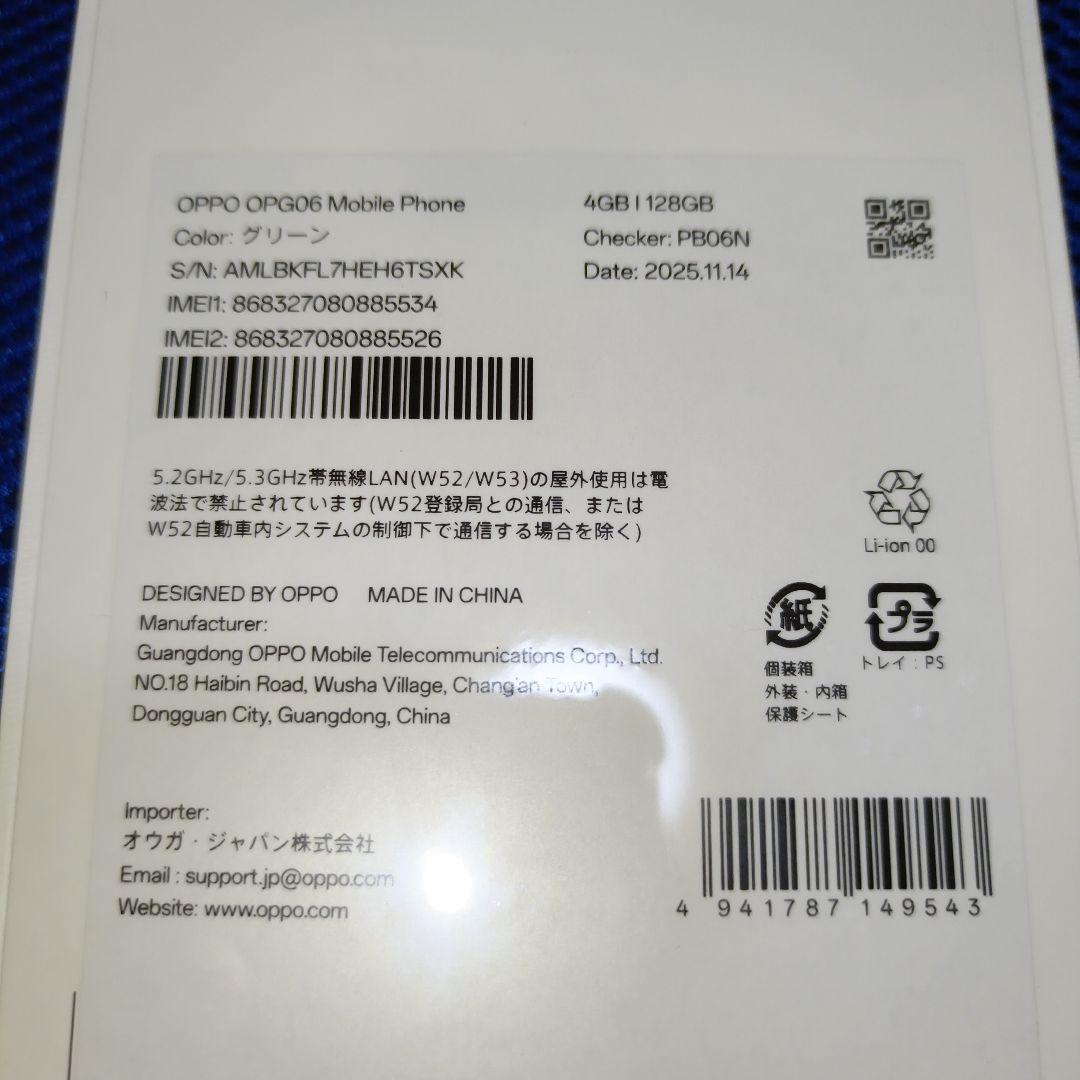 OPPO OPG06 Mobile Phone
Color: グリーン
S/N: AMLBKFL7HEH6TSXK
IMEI1: 868327080885534
IMEI2: 868327080885526
4GB | 128GB
Checker: PB06N
Date: 2025.11.14
5.2GHz/5.3GHz帯無線LAN(W52/W53)の屋外使用は電
波法で禁止されています(W52登録局との通信、または
W52自動車内システムの制御下で通信する場合を除く)
Li-ion 00
DESIGNED BY OPPO MADE IN CHINA
Manufacturer:
Guangdong OPPO Mobile Telecommunications Corp., Ltd.
NO.18 Haibin Road, Wusha Village, Chang'an Town,
Dongguan City, Guangdong, China
紙
個装箱
外装・内箱
保護シート
プラ
トレイ : PS
Importer:
オウガ・ジャパン株式会社
Email : support.jp@oppo.com
Website: www.oppo.com
4 941787 149543